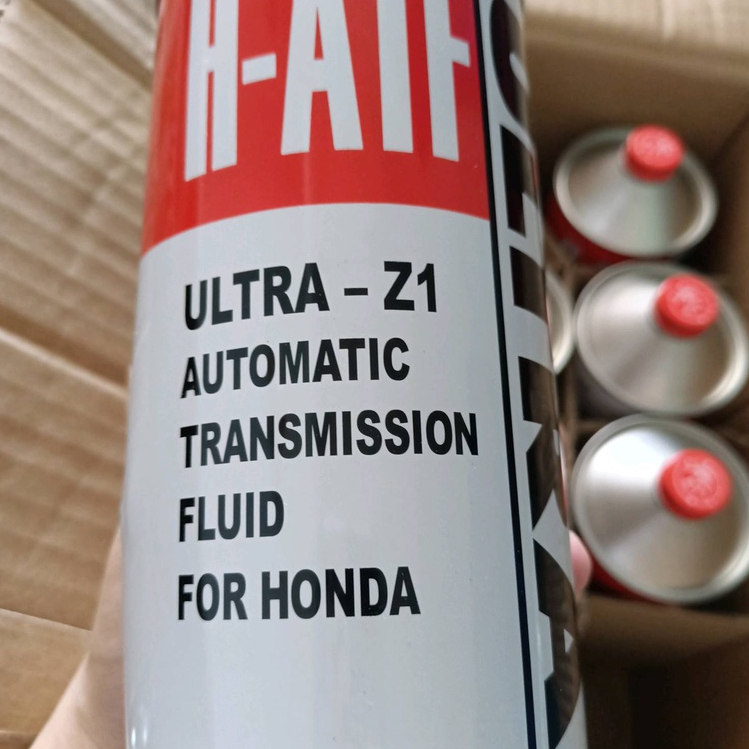 H-ATF
ULTRA – Z1
AUTOMATIC
TRANSMISSION
FLUID
FOR HONDA